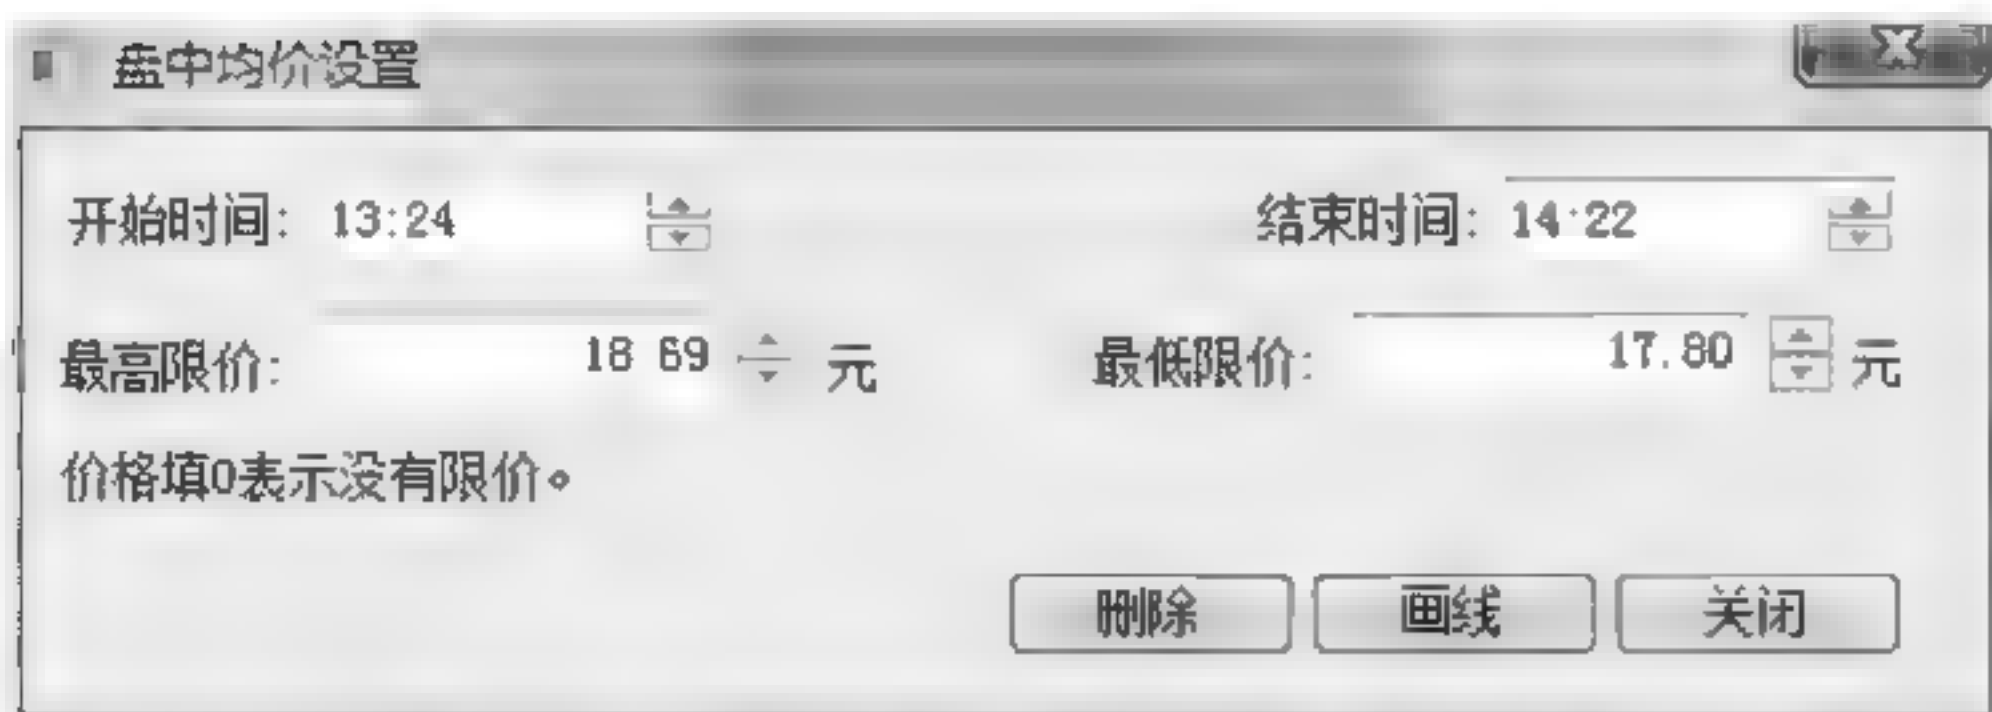 盘中均价设置
开始时间: 13:24 结束时间: 14:22
最高限价: 18.69 元 最低限价: 17.80 元
价格填0表示没有限价。
删除 画线 关闭